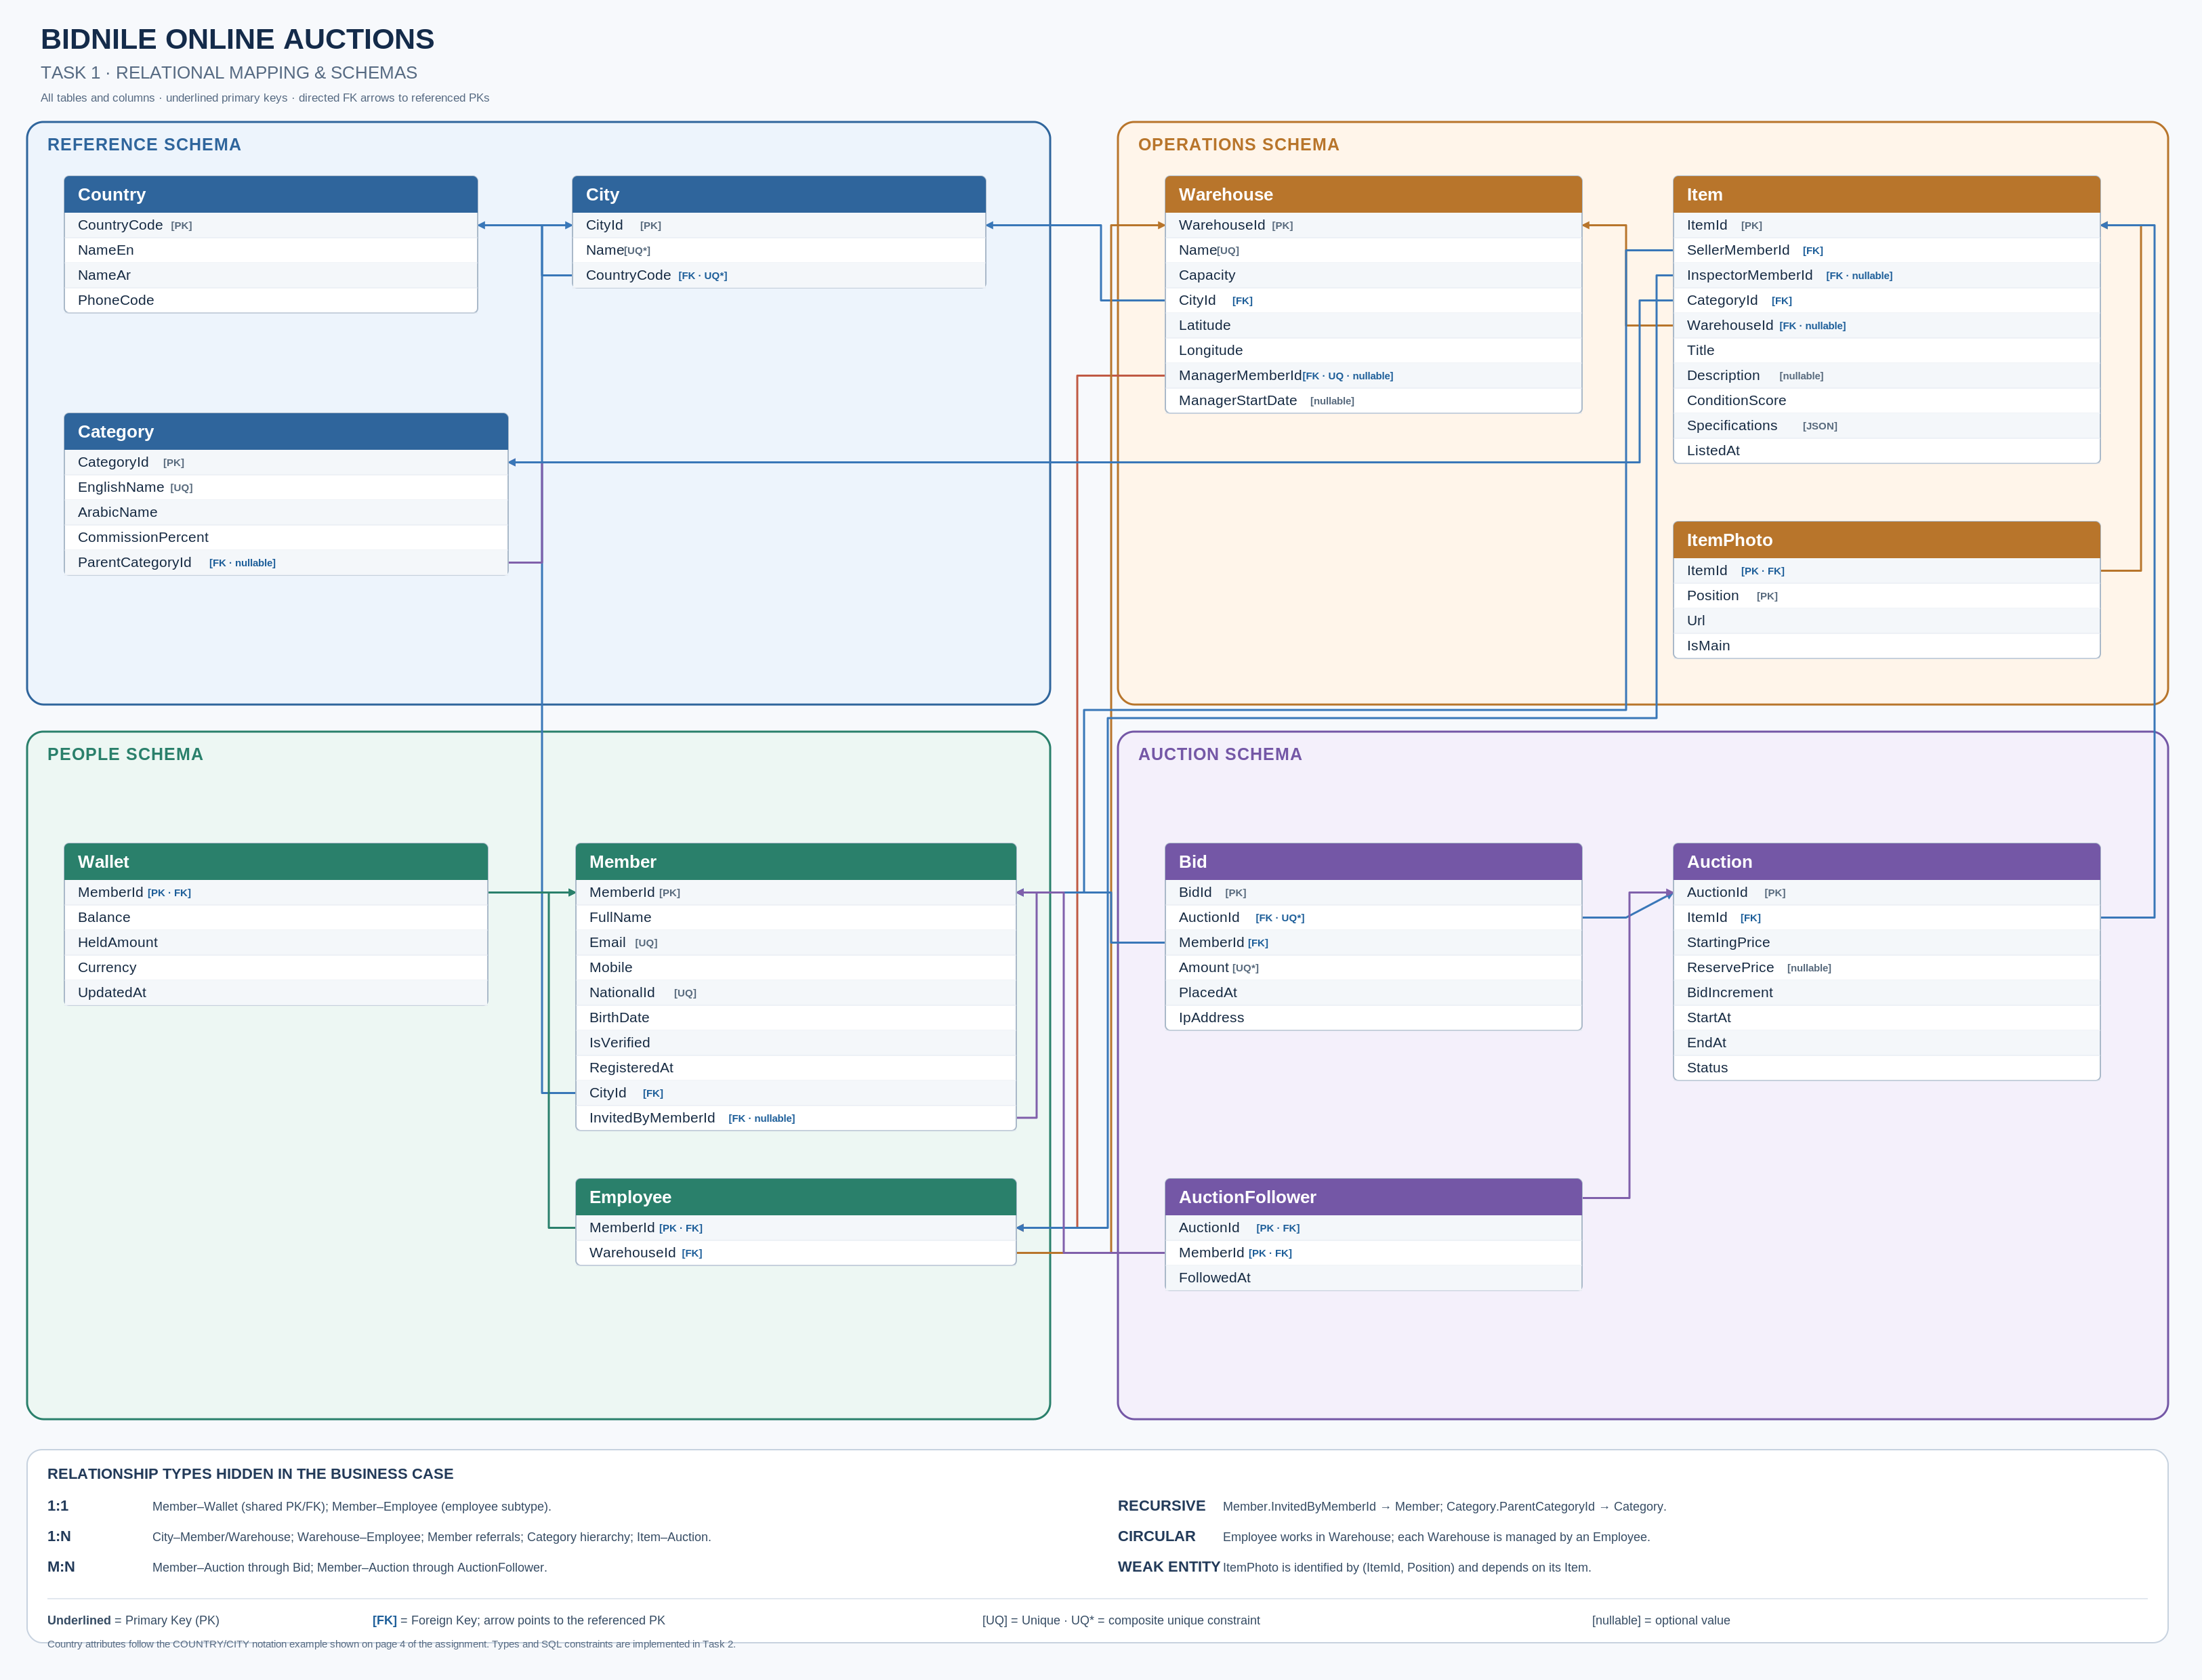 BIDNILE ONLINE AUCTIONS
TASK 1 · RELATIONAL MAPPING & SCHEMAS
All tables and columns · underlined primary keys · directed FK arrows to referenced PKs
REFERENCE SCHEMA
Country
CountryCode [PK]
NameEn
NameAr
PhoneCode
City
CityId [PK]
Name[UQ*]
CountryCode [FK · UQ*]
Category
CategoryId [PK]
EnglishName [UQ]
ArabicName
CommissionPercent
ParentCategoryId [FK · nullable]
OPERATIONS SCHEMA
Warehouse
WarehouseId [PK]
Name[UQ]
Capacity
CityId [FK]
Latitude
Longitude
ManagerMemberId[FK · UQ · nullable]
ManagerStartDate [nullable]
Item
ItemId [PK]
SellerMemberId [FK]
InspectorMemberId [FK · nullable]
CategoryId [FK]
WarehouseId [FK · nullable]
Title
Description [nullable]
ConditionScore
Specifications [JSON]
ListedAt
ItemPhoto
ItemId [PK · FK]
Position [PK]
Url
IsMain
PEOPLE SCHEMA
Wallet
MemberId [PK · FK]
Balance
HeldAmount
Currency
UpdatedAt
Member
MemberId [PK]
FullName
Email [UQ]
Mobile
NationalId [UQ]
BirthDate
IsVerified
RegisteredAt
CityId [FK]
InvitedByMemberId [FK · nullable]
Employee
MemberId [PK · FK]
WarehouseId [FK]
AUCTION SCHEMA
Bid
BidId [PK]
AuctionId [FK · UQ*]
MemberId [FK]
Amount [UQ*]
PlacedAt
IpAddress
Auction
AuctionId [PK]
ItemId [FK]
StartingPrice
ReservePrice [nullable]
BidIncrement
StartAt
EndAt
Status
AuctionFollower
AuctionId [PK · FK]
MemberId [PK · FK]
FollowedAt
RELATIONSHIP TYPES HIDDEN IN THE BUSINESS CASE
1:1 Member–Wallet (shared PK/FK); Member–Employee (employee subtype).
1:N City–Member/Warehouse; Warehouse–Employee; Member referrals; Category hierarchy; Item–Auction.
M:N Member–Auction through Bid; Member–Auction through AuctionFollower.
RECURSIVE Member.InvitedByMemberId → Member; Category.ParentCategoryId → Category.
CIRCULAR Employee works in Warehouse; each Warehouse is managed by an Employee.
WEAK ENTITY ItemPhoto is identified by (ItemId, Position) and depends on its Item.
Underlined = Primary Key (PK) [FK] = Foreign Key; arrow points to the referenced PK [UQ] = Unique · UQ* = composite unique constraint [nullable] = optional value
Country attributes follow the COUNTRY/CITY notation example shown on page 4 of the assignment. Types and SQL constraints are implemented in Task 2.